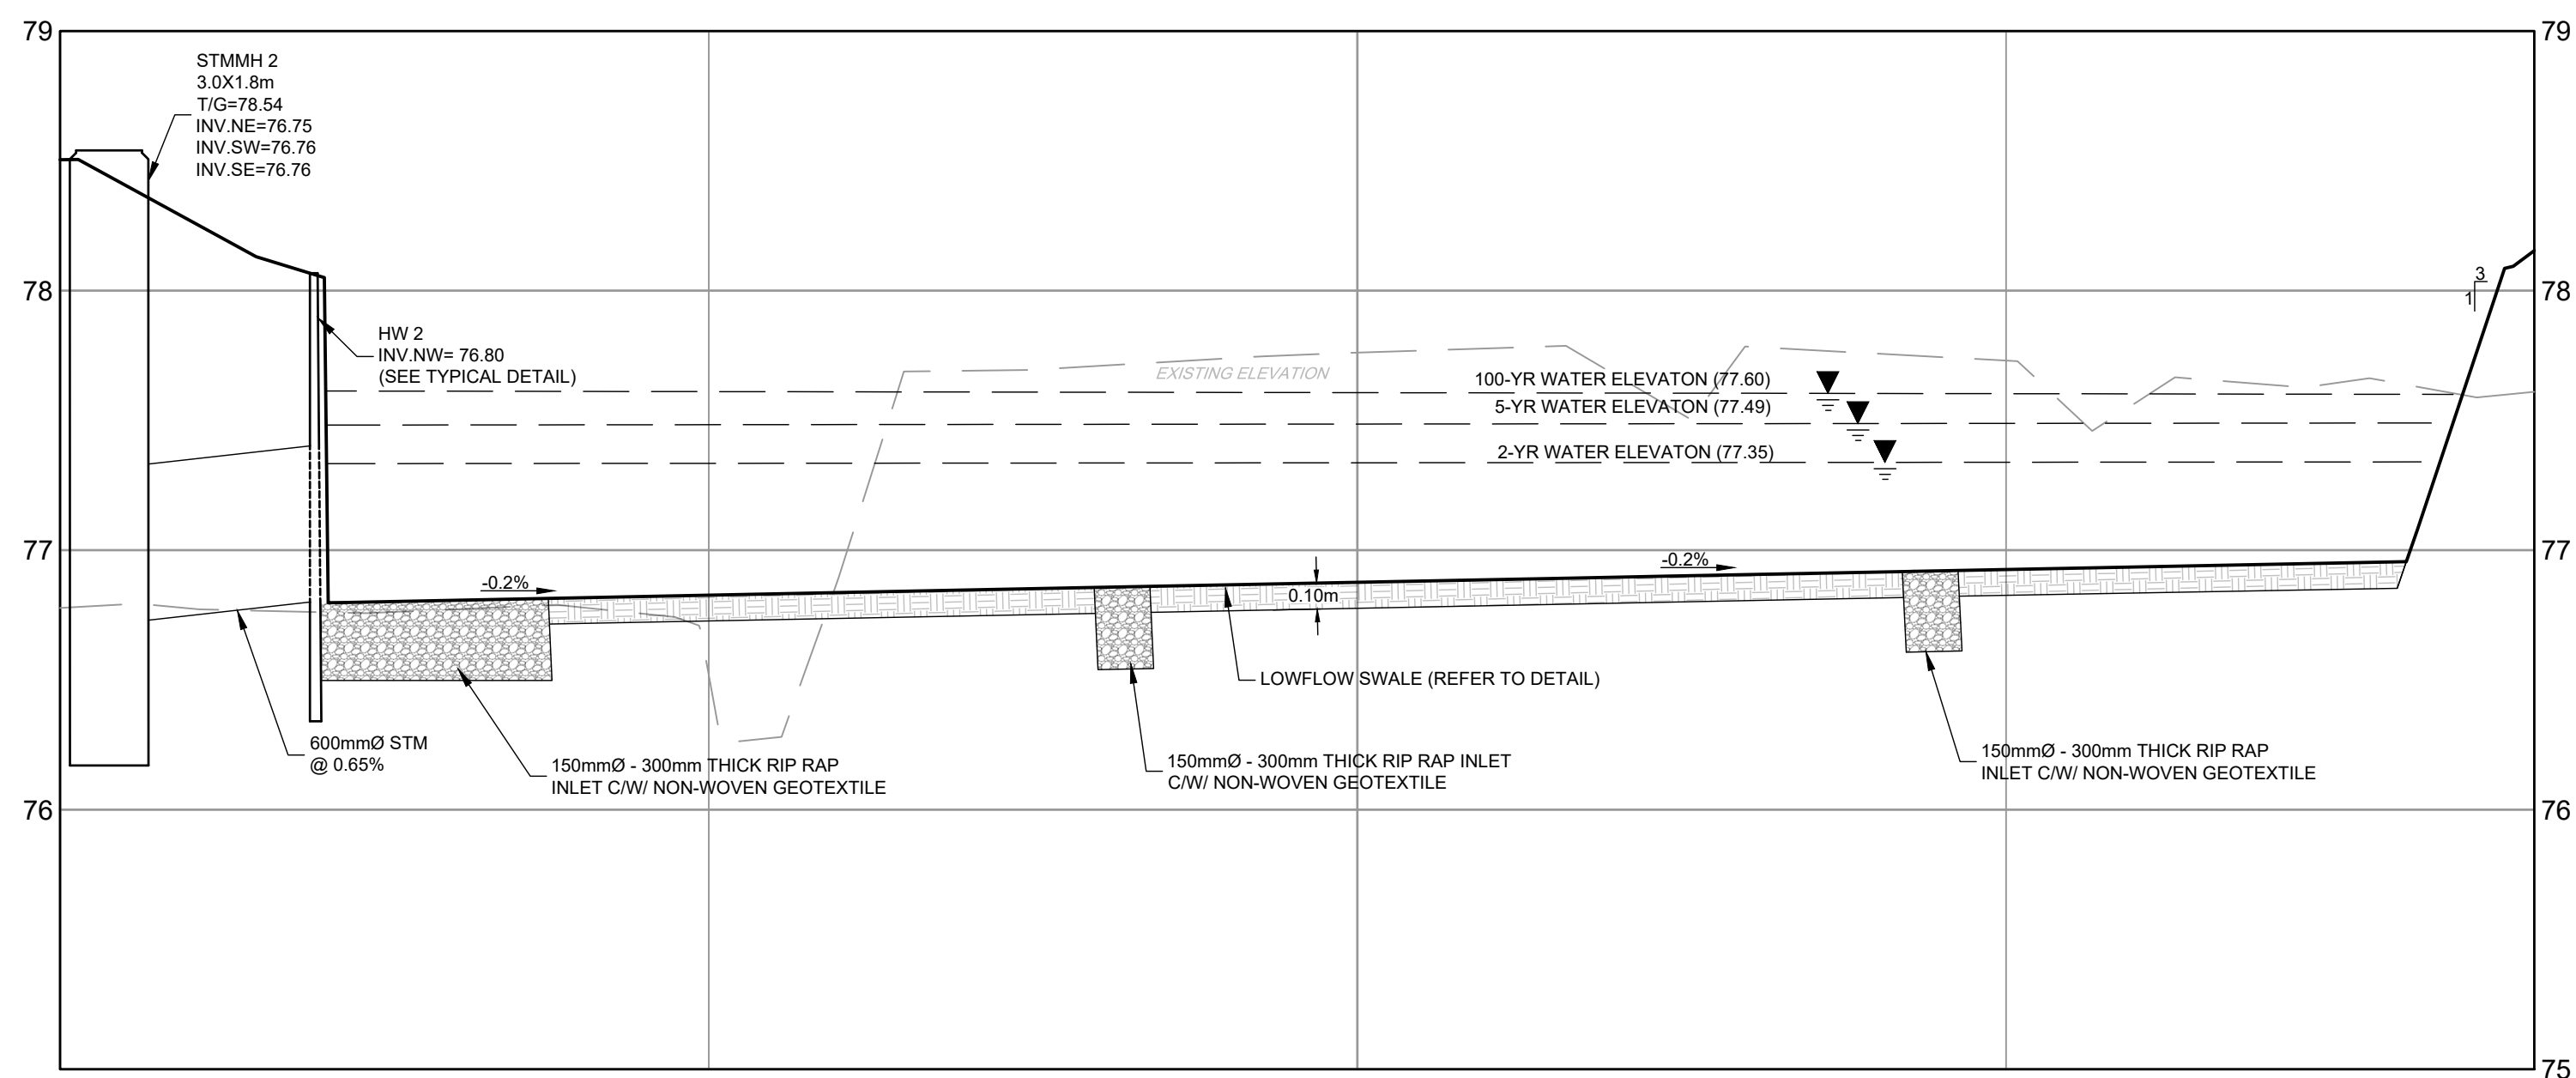 79
79
STMMH 2
3.0X1.8m
T/G=78.54
INV.NE=76.75
INV.SW=76.76
INV.SE=76.76
3
1
78
78
HW 2
INV.NW= 76.80
(SEE TYPICAL DETAIL)
EXISTING ELEVATION
100-YR WATER ELEVATON (77.60)
5-YR WATER ELEVATON (77.49)
2-YR WATER ELEVATON (77.35)
77
77
-0.2%
-0.2%
0.10m
LOWFLOW SWALE (REFER TO DETAIL)
600mmØ STM
@ 0.65%
150mmØ - 300mm THICK RIP RAP
INLET C/W/ NON-WOVEN GEOTEXTILE
150mmØ - 300mm THICK RIP RAP INLET
C/W/ NON-WOVEN GEOTEXTILE
150mmØ - 300mm THICK RIP RAP
INLET C/W/ NON-WOVEN GEOTEXTILE
76
76
75